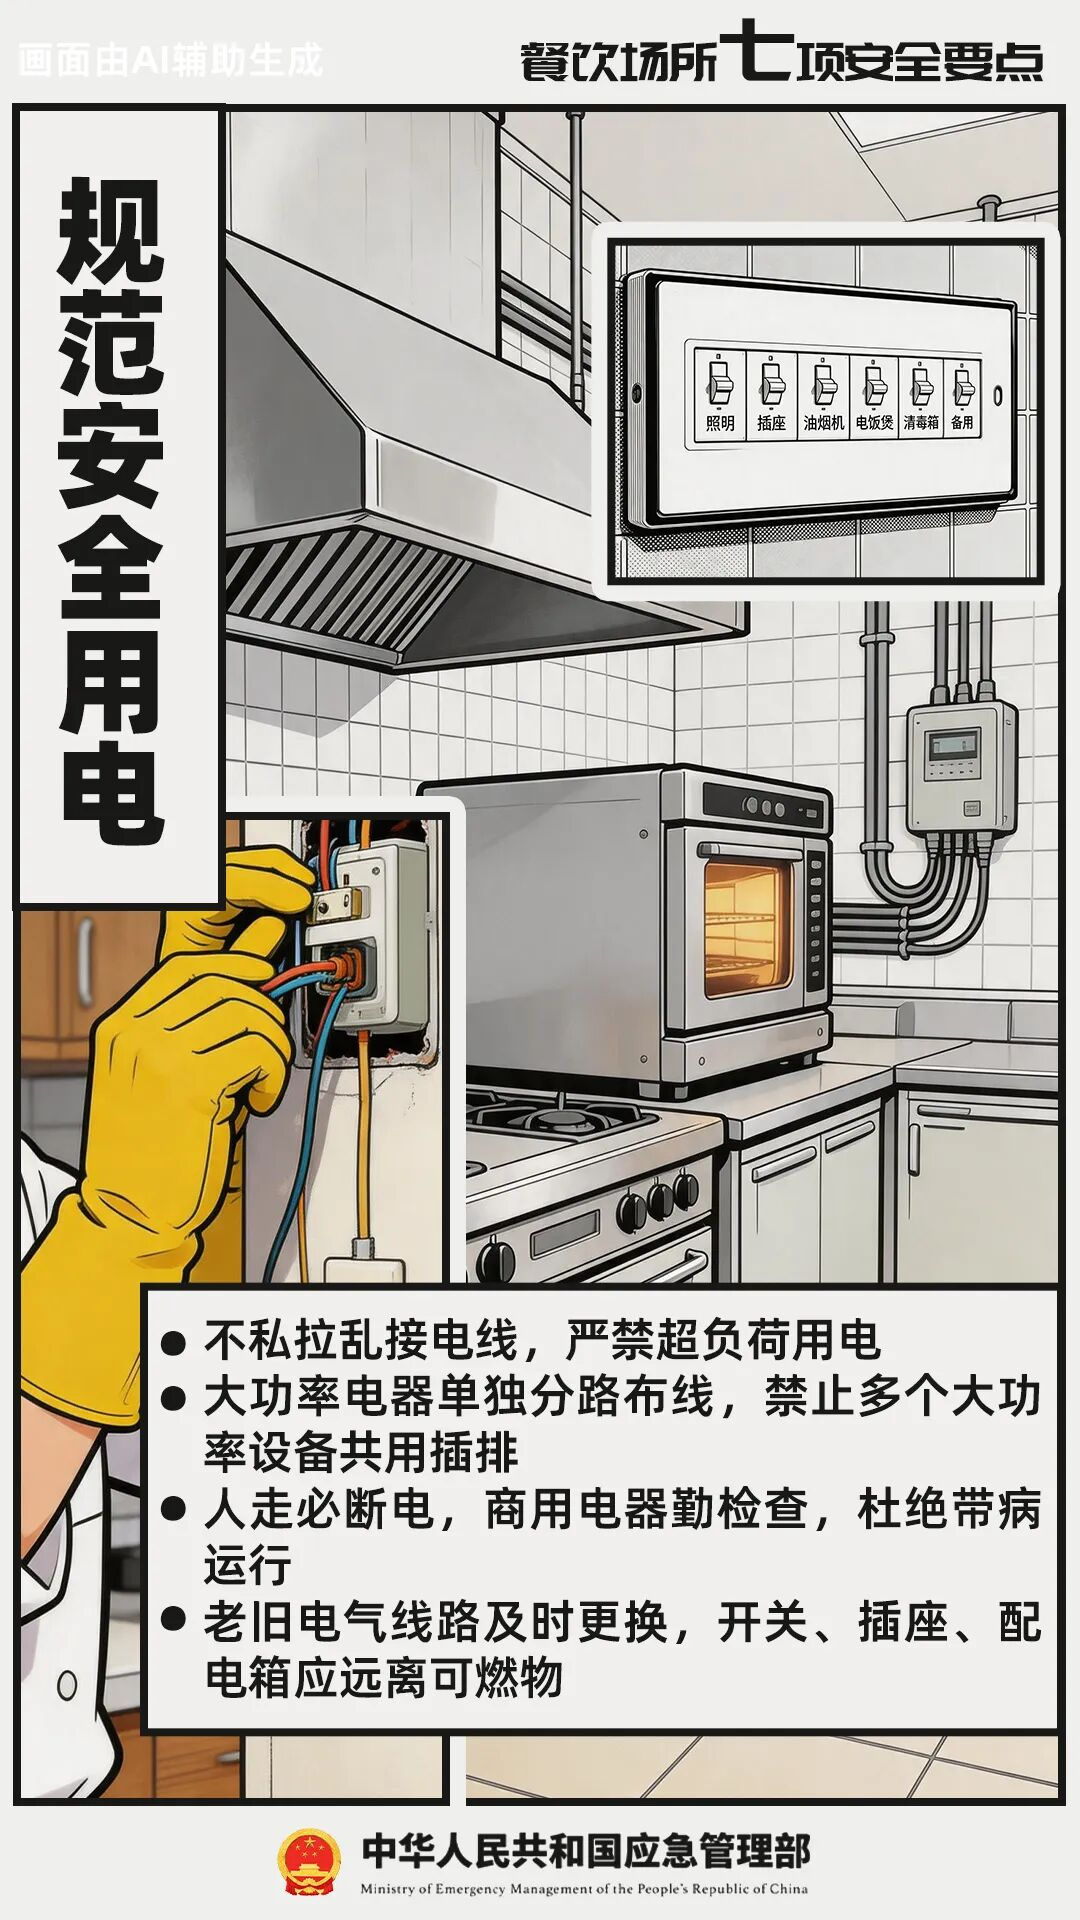 画面由AI辅助生成
餐饮场所七项安全要点
规范安全用电
照明
插座
油烟机
电饭煲
清毒箱
备用
● 不私拉乱接电线，严禁超负荷用电
● 大功率电器单独分路布线，禁止多个大功
率设备共用插排
● 人走必断电，商用电器勤检查，杜绝带病
运行
● 老旧电气线路及时更换，开关、插座、配
电箱应远离可燃物
中华人民共和国应急管理部
Ministry of Emergency Management of the People's Republic of China